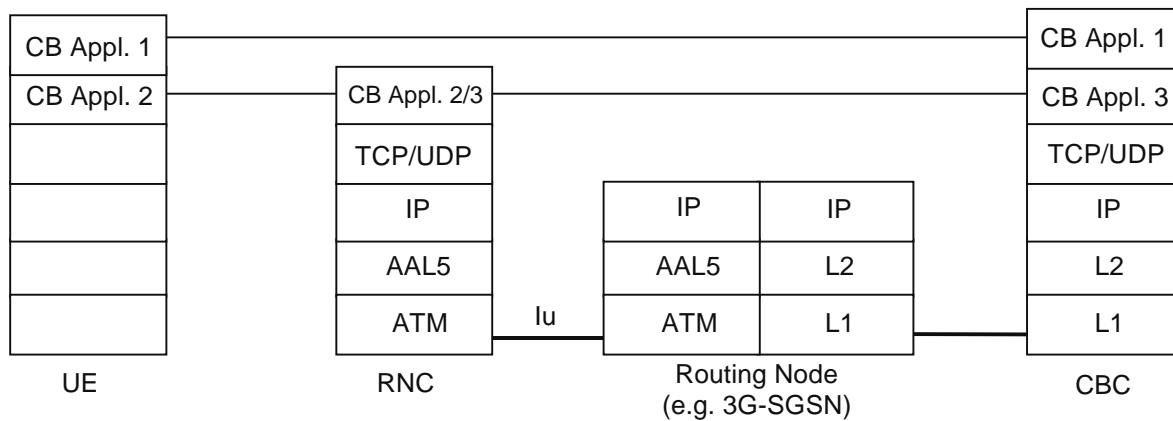 CB Appl. 1
CB Appl. 1
CB Appl. 2
CB Appl. 2/3
CB Appl. 3
TCP/UDP
TCP/UDP
IP
IP
IP
IP
AAL5
AAL5
L2
L2
ATM
Iu
ATM
L1
L1
UE
RNC
Routing Node
(e.g. 3G-SGSN)
CBC